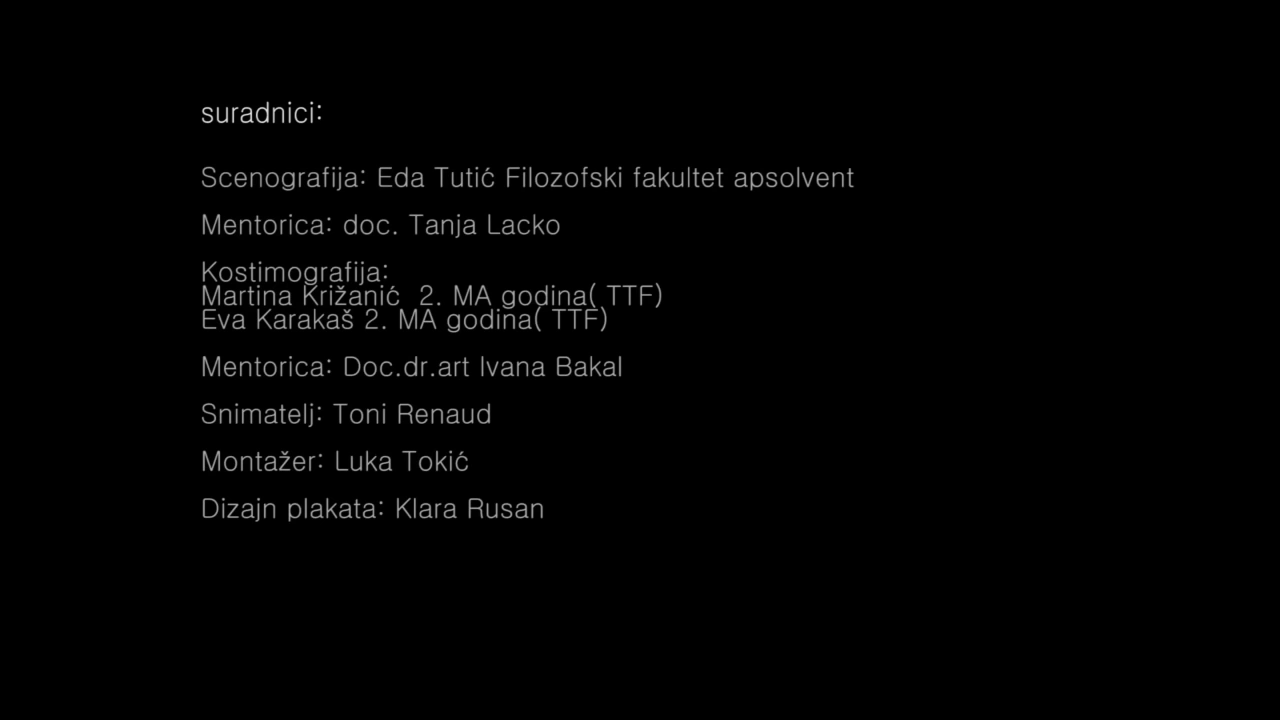 suradnici:
Scenografija: Eda Tutić Filozofski fakultet apsolvent
Mentorica: doc. Tanja Lacko
Kostimografija:
Martina Križanić  2. MA godina( TTF)
Eva Karakaš 2. MA godina( TTF)
Mentorica: Doc.dr.art Ivana Bakal
Snimatelj: Toni Renaud
Montažer: Luka Tokić
Dizajn plakata: Klara Rusan